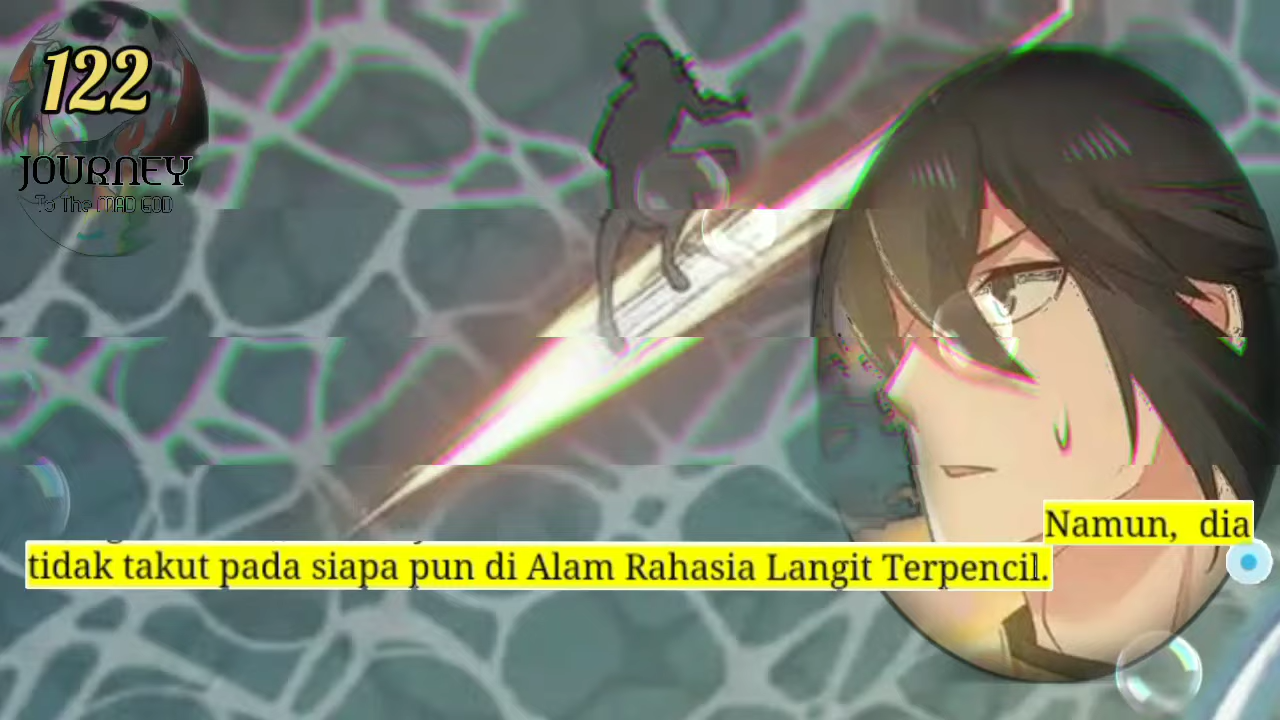 122
JOURNEY
To The MAD GOD
Namun, dia
tidak takut pada siapa pun di Alam Rahasia Langit Terpencil.